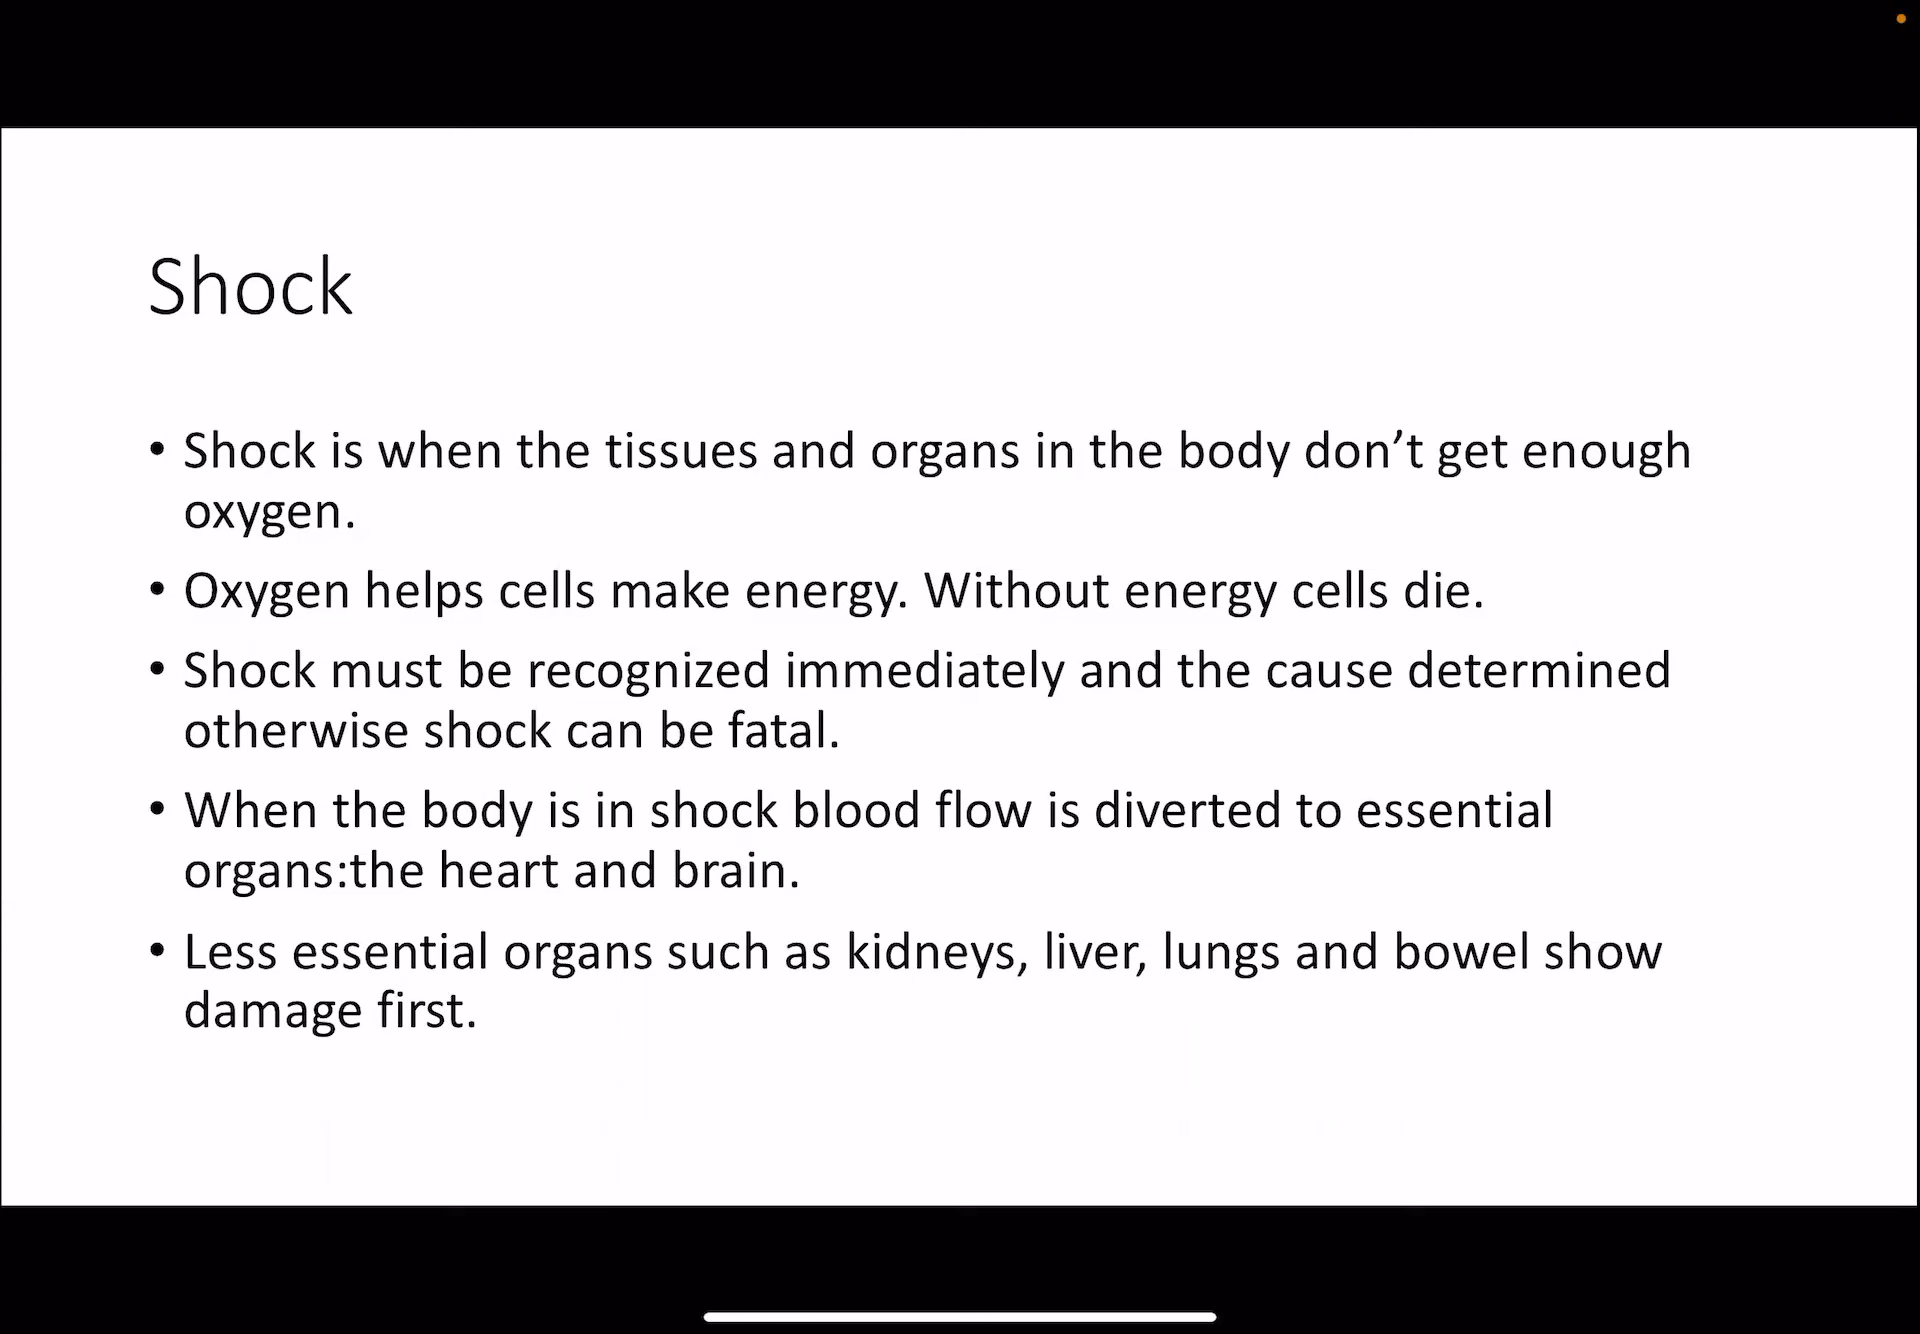 Shock
• Shock is when the tissues and organs in the body don’t get enough
oxygen.
• Oxygen helps cells make energy. Without energy cells die.
• Shock must be recognized immediately and the cause determined
otherwise shock can be fatal.
• When the body is in shock blood flow is diverted to essential
organs:the heart and brain.
• Less essential organs such as kidneys, liver, lungs and bowel show
damage first.